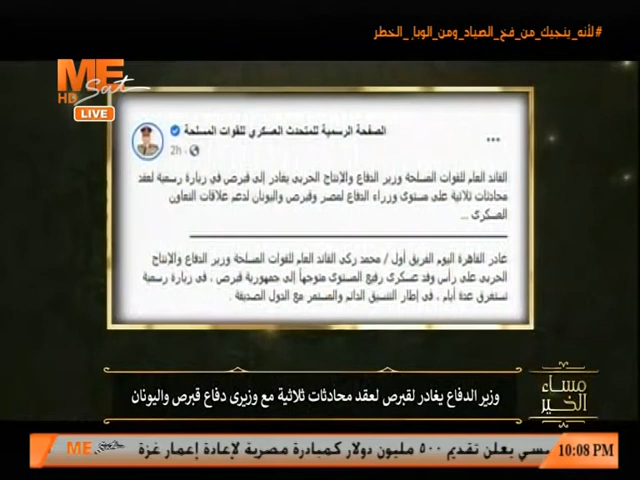 #لأنه_ينجيك_من_فخ_الصياد_ومن_الوبا_الخطر
ME
Sat
HD
LIVE
الصفحة الرسمية للمتحدث العسكري للقوات المسلحة
2h
القائد العام للقوات المسلحة وزير الدفاع والإنتاج الحربى يغادر إلى قبرص فى زيارة رسمية لعقد
محادثات ثلاثية على مستوى وزراء الدفاع لمصر وقبرص واليونان لدعم علاقات التعاون
العسكرى ...
غادر القاهرة اليوم الفريق أول / محمد زكى القائد العام للقوات المسلحة وزير الدفاع والإنتاج
الحربى على رأس وفد عسكرى رفيع المستوى متوجهاً إلى جمهورية قبرص ، فى زيارة رسمية
تستغرق عدة أيام ، فى إطار التنسيق الدائم والمستمر مع الدول الصديقة .
وزير الدفاع يغادر لقبرص لعقد محادثات ثلاثية مع وزيرى دفاع قبرص واليونان
مساء
الخير
سي يعلن تقديم ٥٠٠ مليون دولار كمبادرة مصرية لإعادة إعمار غزة
ME Sat
10:08 PM